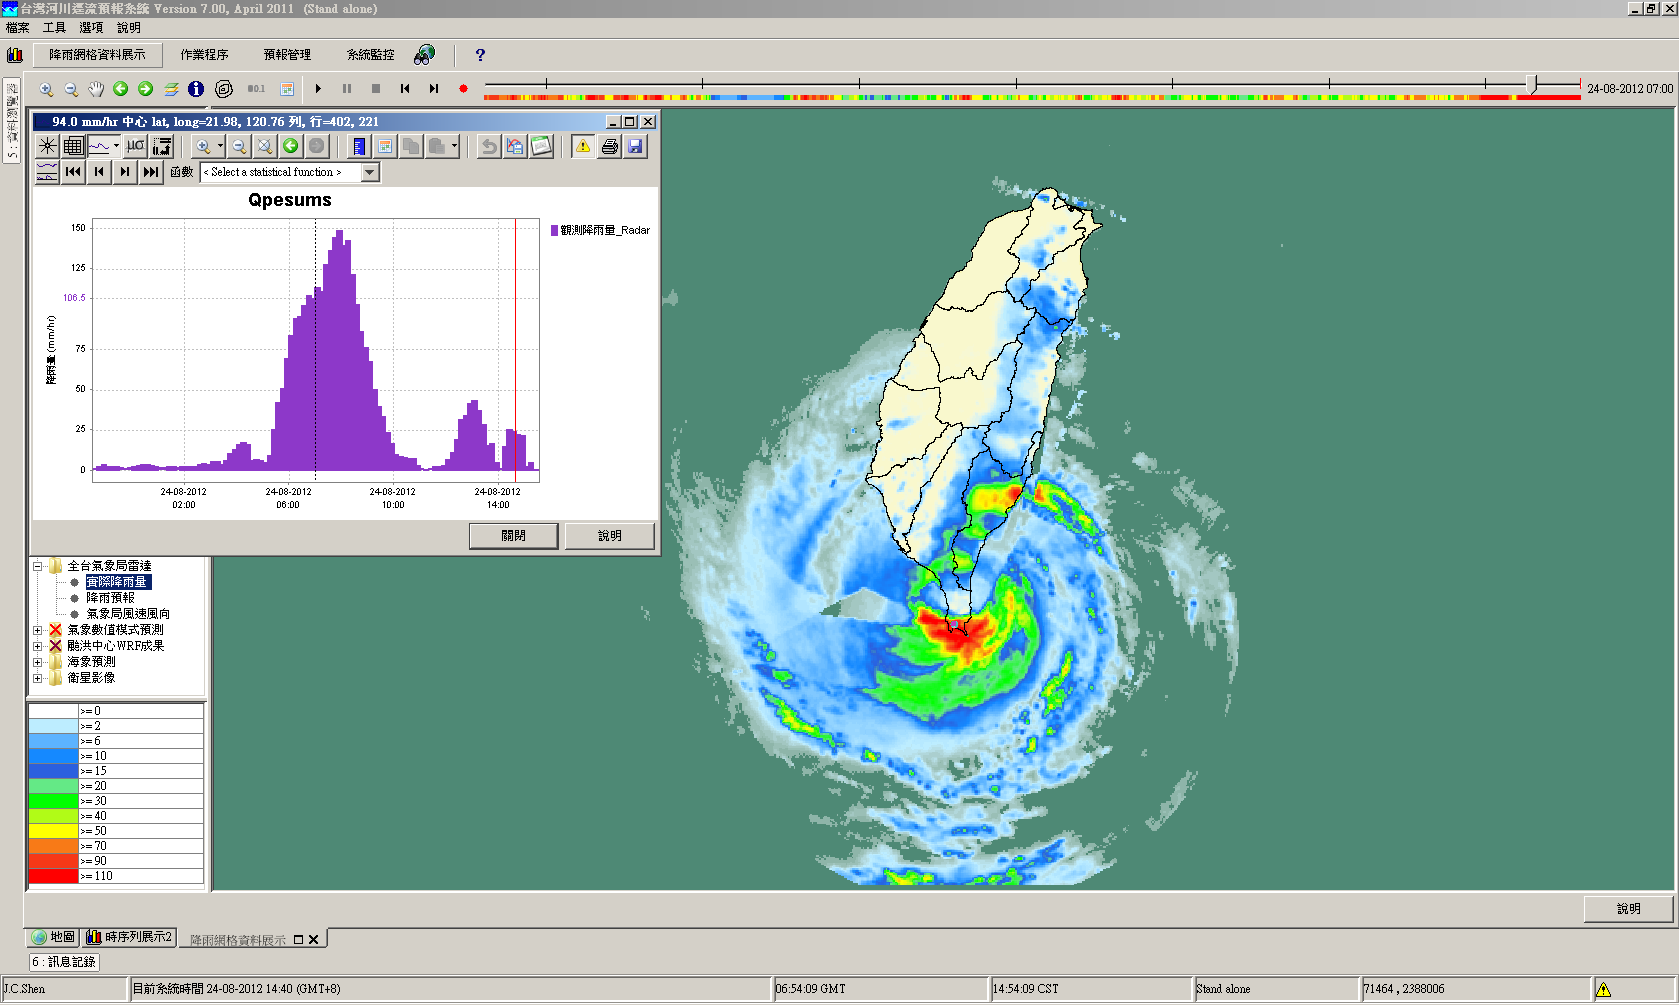 台灣河川逕流預報系統 Version 7.00, April 2011 (Stand alone)
檔案 工具 選項 說明
降雨網格資料展示 作業程序 預報管理 系統監控 ?
5 : 資料瀏覽器
0.1
24-08-2012 07:00
94.0 mm/hr 中心 lat, long=21.98, 120.76 列, 行=402, 221
μσ
函數 < Select a statistical function >
Qpesums
觀測降雨量_Radar
降雨量 (mm/hr)
150
125
106.5
75
50
25
0
24-08-2012 24-08-2012 24-08-2012 24-08-2012
02:00 06:00 10:00 14:00
關閉 說明
全台氣象局雷達
實際降雨量
降雨預報
氣象局風速風向
氣象數值模式預測
颱洪中心WRF成果
海象預測
衛星影像
>= 0
>= 2
>= 6
>= 10
>= 15
>= 20
>= 30
>= 40
>= 50
>= 70
>= 90
>= 110
說明
地圖 時序列展示2 降雨網格資料展示
6 : 訊息記錄
J.C.Shen 目前系統時間 24-08-2012 14:40 (GMT+8) 06:54:09 GMT 14:54:09 CST Stand alone 71464 , 2388006